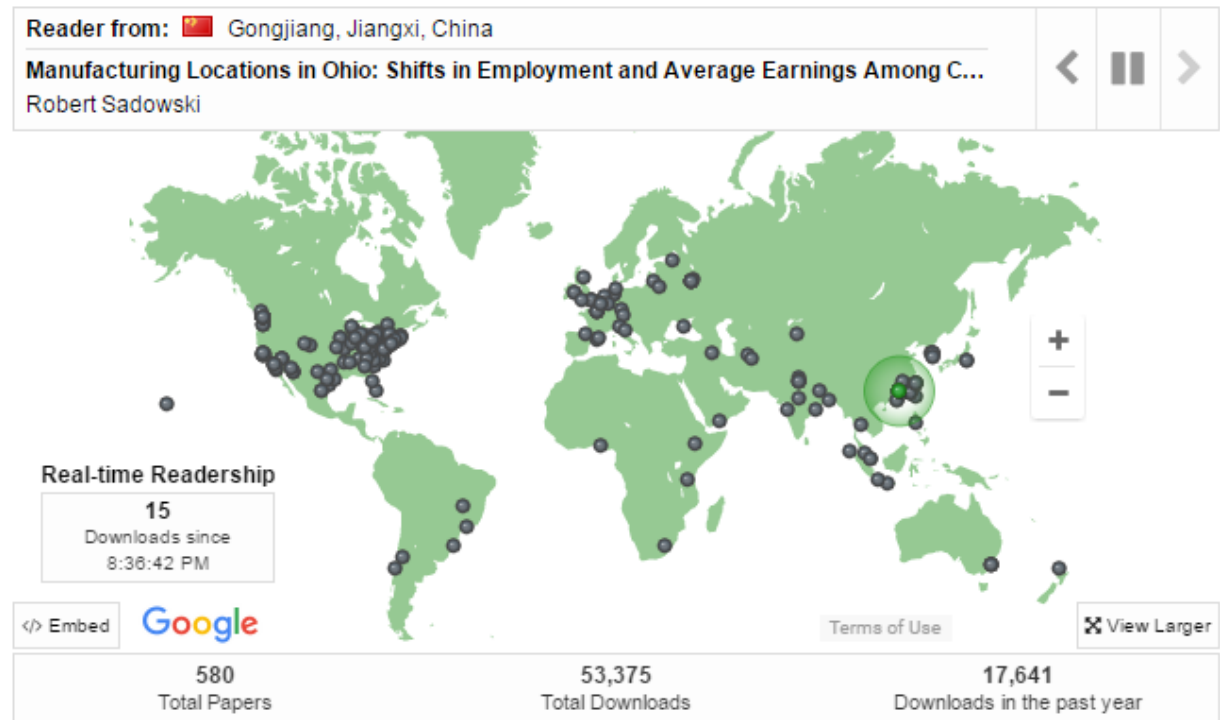 Reader from: Gongjiang, Jiangxi, China
Manufacturing Locations in Ohio: Shifts in Employment and Average Earnings Among C...
Robert Sadowski
Real-time Readership
15
Downloads since
8:36:42 PM
</> Embed
Google
Terms of Use
View Larger
580
Total Papers
53,375
Total Downloads
17,641
Downloads in the past year